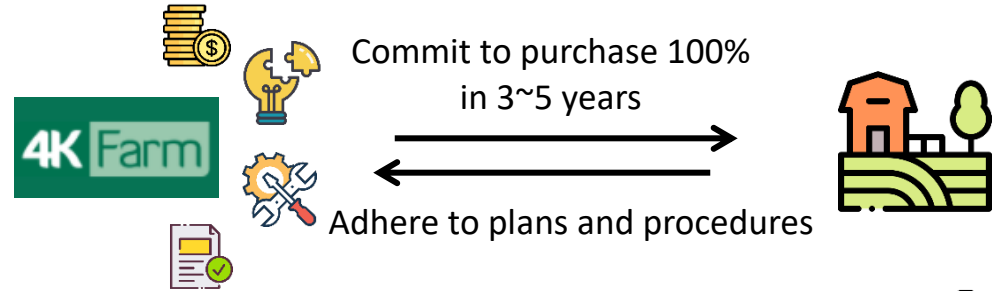 Commit to purchase 100%
in 3~5 years
4K Farm
Adhere to plans and procedures